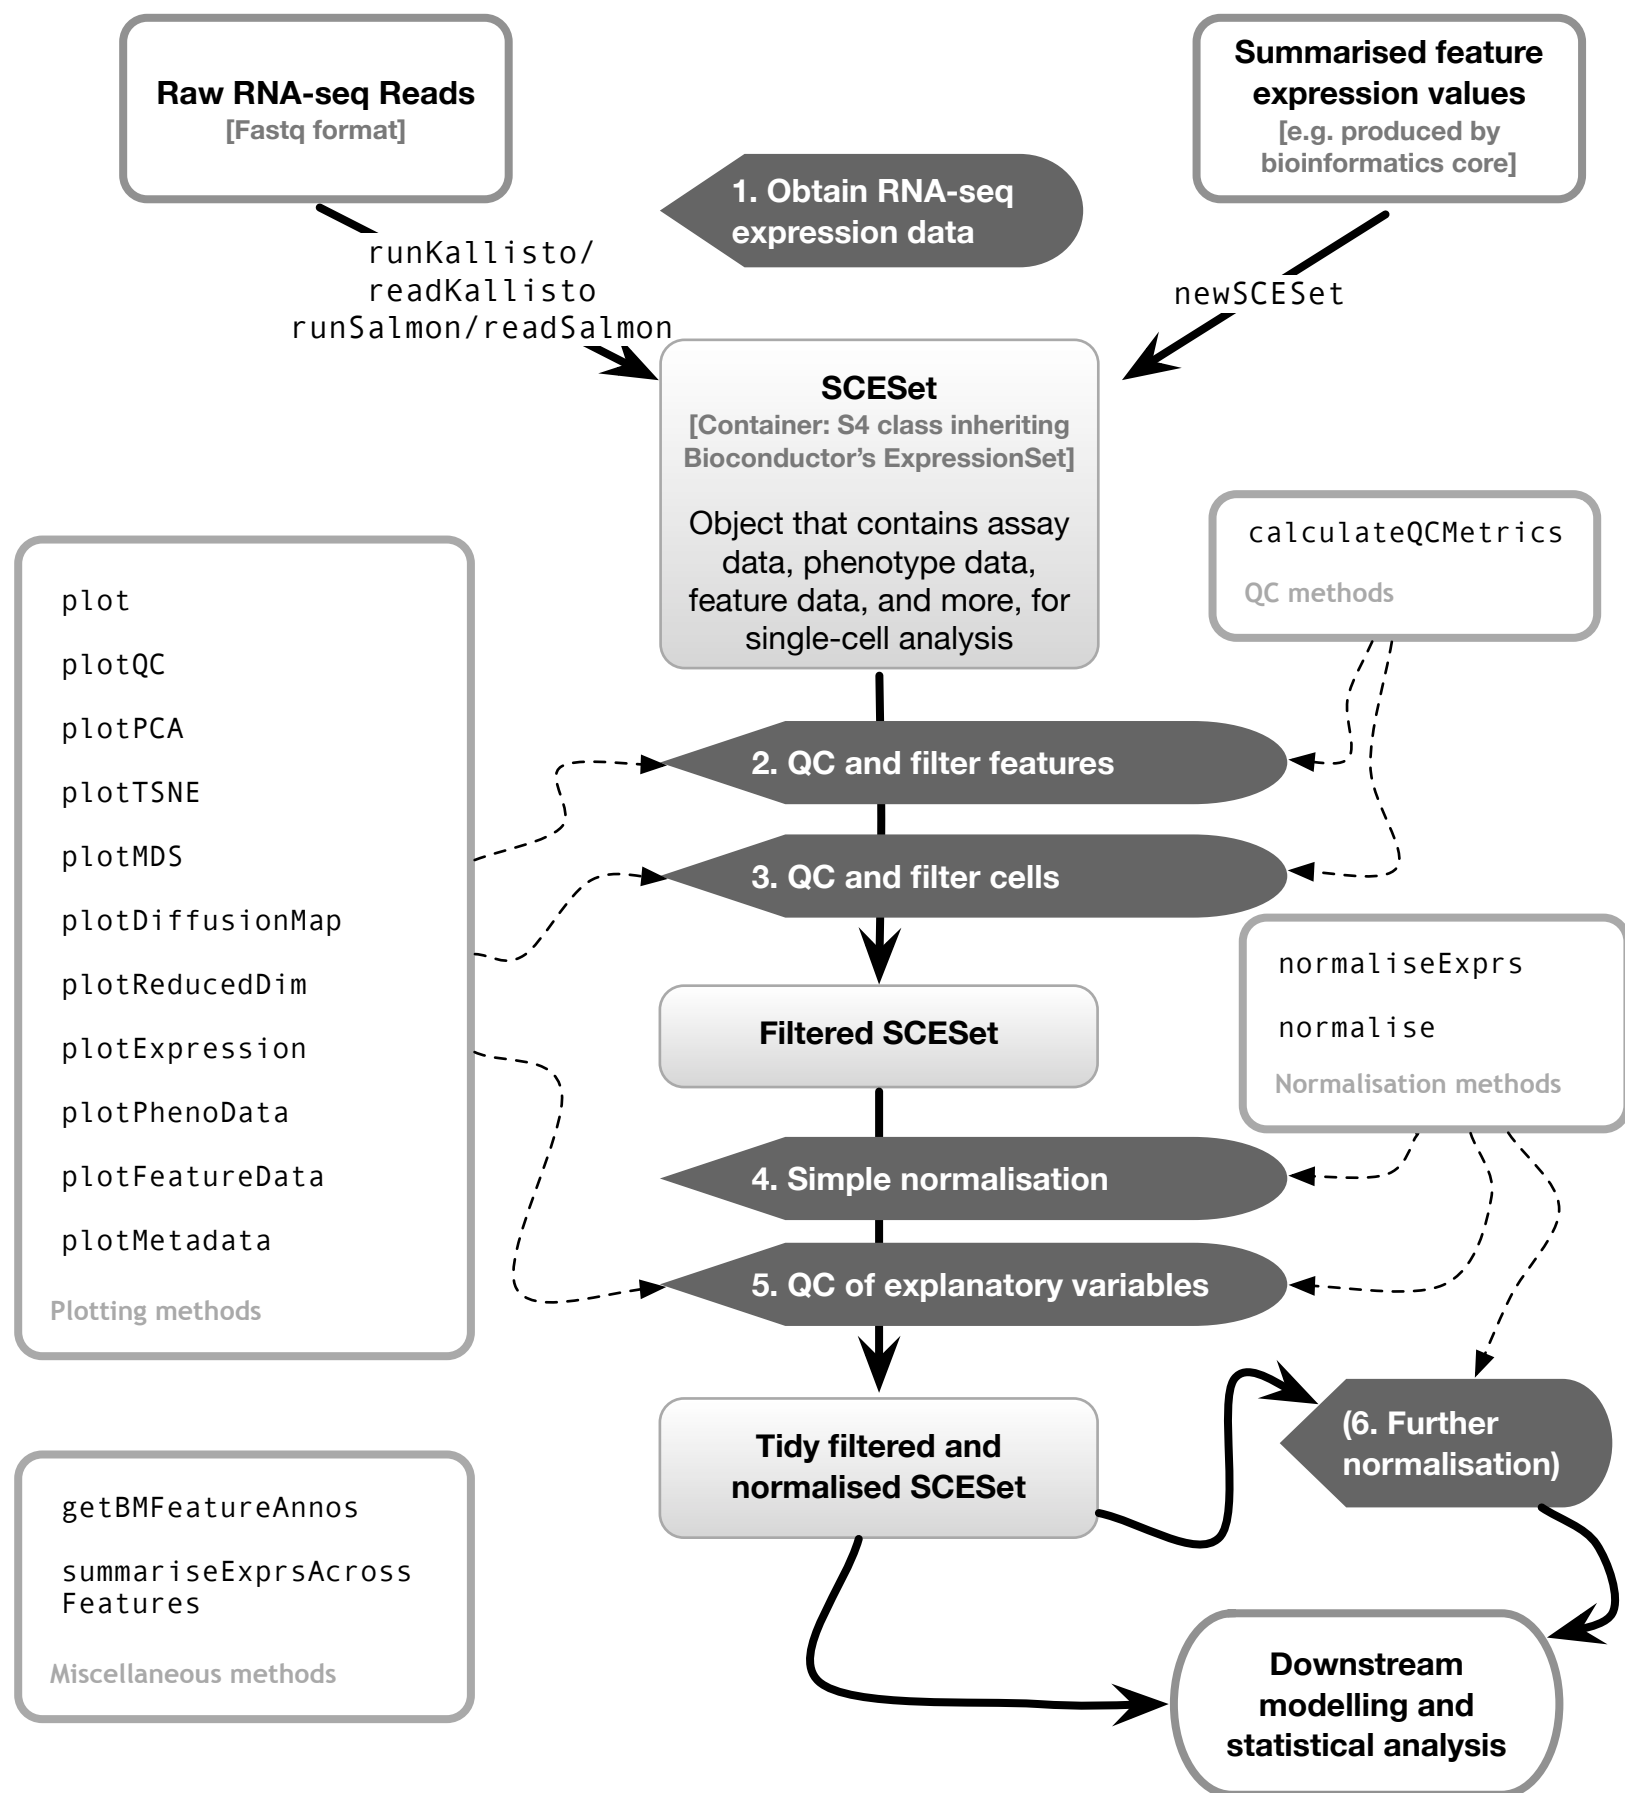 Raw RNA-seq Reads
[Fastq format]
Summarised feature
expression values
[e.g. produced by
bioinformatics core]
1. Obtain RNA-seq
expression data
runKallisto/
readKallisto
runSalmon/readSalmon
newSCESet
SCESet
[Container: S4 class inheriting
Bioconductor’s ExpressionSet]
Object that contains assay
data, phenotype data,
feature data, and more, for
single-cell analysis
calculateQCMetrics
QC methods
plot
plotQC
plotPCA
plotTSNE
plotMDS
plotDiffusionMap
plotReducedDim
plotExpression
plotPhenoData
plotFeatureData
plotMetadata
Plotting methods
2. QC and filter features
3. QC and filter cells
Filtered SCESet
normaliseExprs
normalise
Normalisation methods
4. Simple normalisation
5. QC of explanatory variables
Tidy filtered and
normalised SCESet
(6. Further
normalisation)
getBMFeatureAnnos
summariseExprsAcross
Features
Miscellaneous methods
Downstream
modelling and
statistical analysis